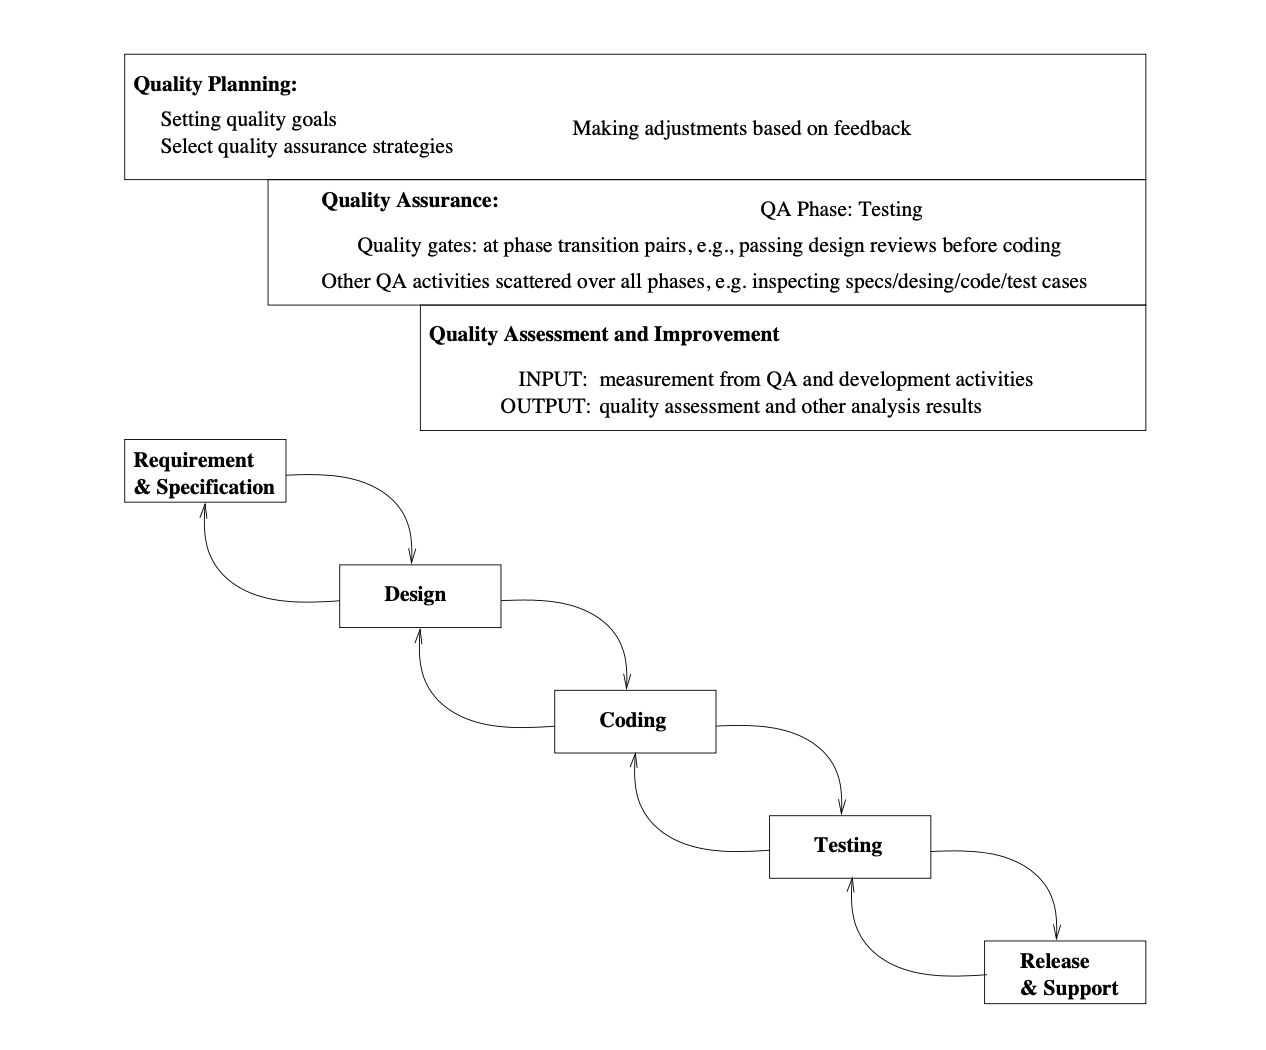 Quality Planning:
Setting quality goals
Select quality assurance strategies
Making adjustments based on feedback
Quality Assurance:
QA Phase: Testing
Quality gates: at phase transition pairs, e.g., passing design reviews before coding
Other QA activities scattered over all phases, e.g. inspecting specs/desing/code/test cases
Quality Assessment and Improvement
INPUT: measurement from QA and development activities
OUTPUT: quality assessment and other analysis results
Requirement
& Specification
Design
Coding
Testing
Release
& Support